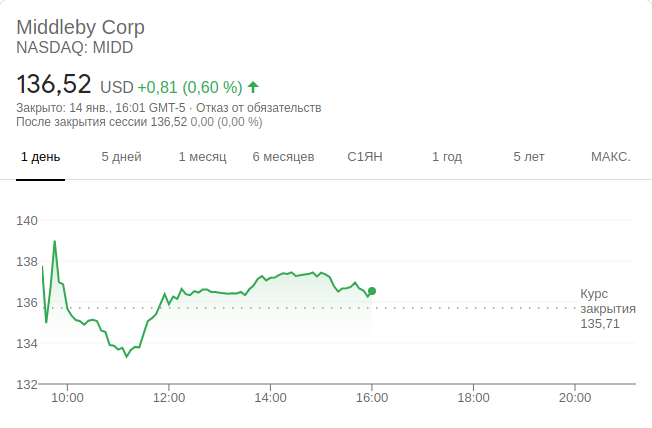 Middleby Corp
NASDAQ: MIDD
136,52 USD +0,81 (0,60 %)
Закрыто: 14 янв., 16:01 GMT-5 · Отказ от обязательств
После закрытия сессии 136,52 0,00 (0,00 %)
1 день 5 дней 1 месяц 6 месяцев С1ЯН 1 год 5 лет МАКС.
140
138
136
134
132
Курс
закрытия
135,71
10:00 12:00 14:00 16:00 18:00 20:00